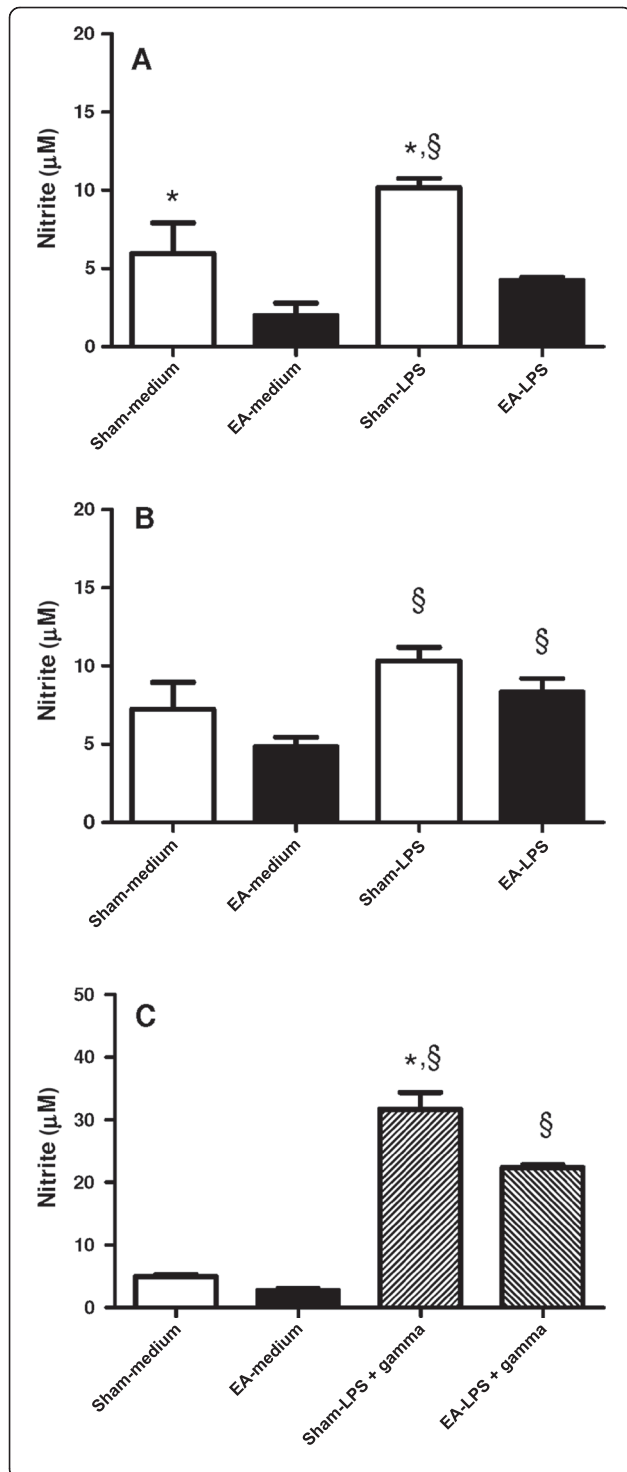 A
Nitrite (μM)
20
15
10
5
0
*
*,§
Sham-medium
EA-medium
Sham-LPS
EA-LPS
B
Nitrite (μM)
20
15
10
5
0
§
§
Sham-medium
EA-medium
Sham-LPS
EA-LPS
C
Nitrite (μM)
50
40
30
20
10
0
*,§
§
Sham-medium
EA-medium
Sham-LPS + gamma
EA-LPS + gamma